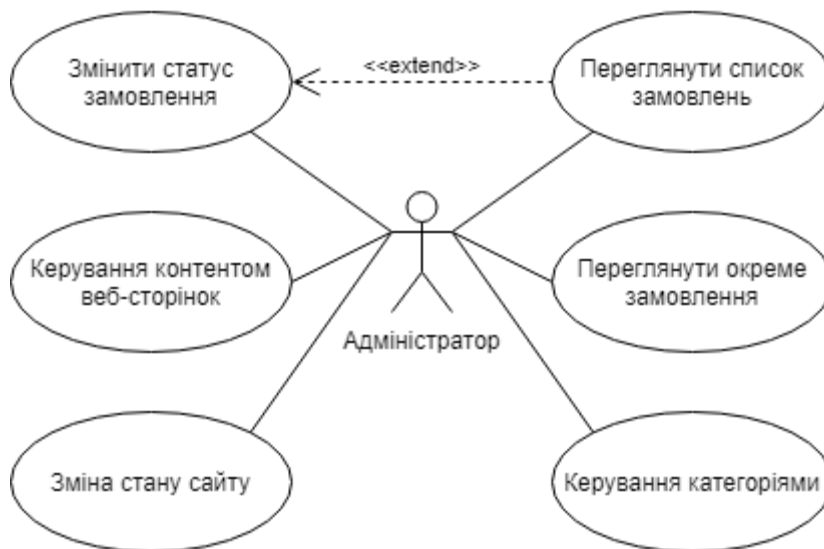 Змінити статус
замовлення
<<extend>>
Переглянути список
замовлень
Керування контентом
веб-сторінок
Переглянути окреме
замовлення
Адміністратор
Зміна стану сайту
Керування категоріями